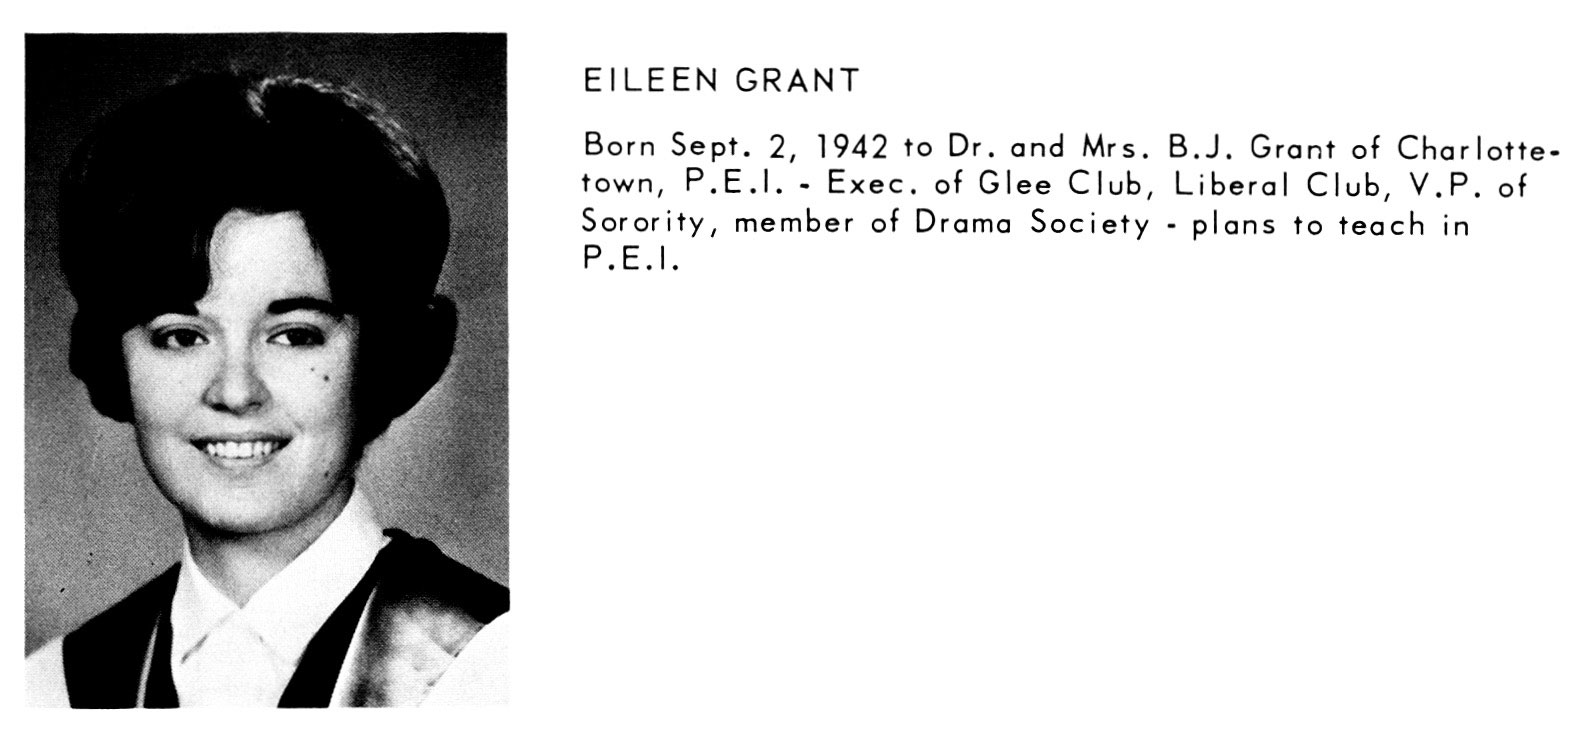 EILEEN GRANT
Born Sept. 2, 1942 to Dr. and Mrs. B.J. Grant of Charlotte-
town, P.E.I. - Exec. of Glee Club, Liberal Club, V.P. of
Sorority, member of Drama Society - plans to teach in
P.E.I.